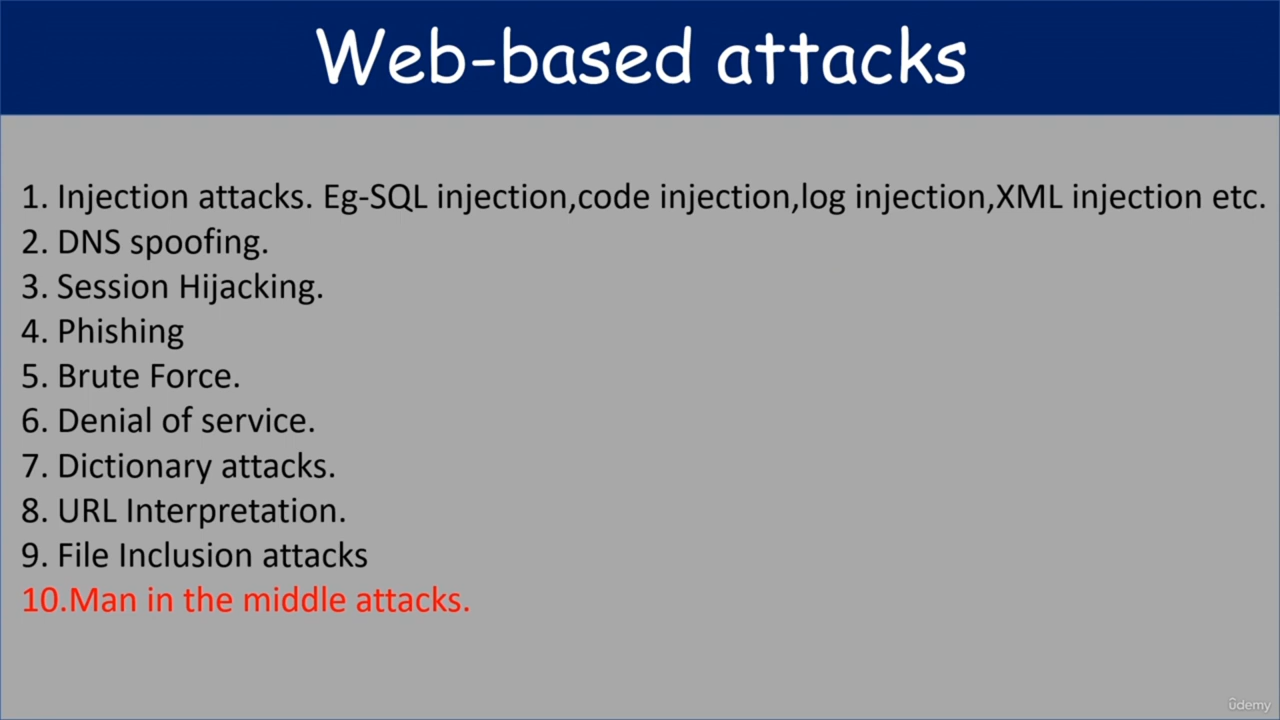 Web-based attacks
1. Injection attacks. Eg-SQL injection,code injection,log injection,XML injection etc.
2. DNS spoofing.
3. Session Hijacking.
4. Phishing
5. Brute Force.
6. Denial of service.
7. Dictionary attacks.
8. URL Interpretation.
9. File Inclusion attacks
10.Man in the middle attacks.
udemy